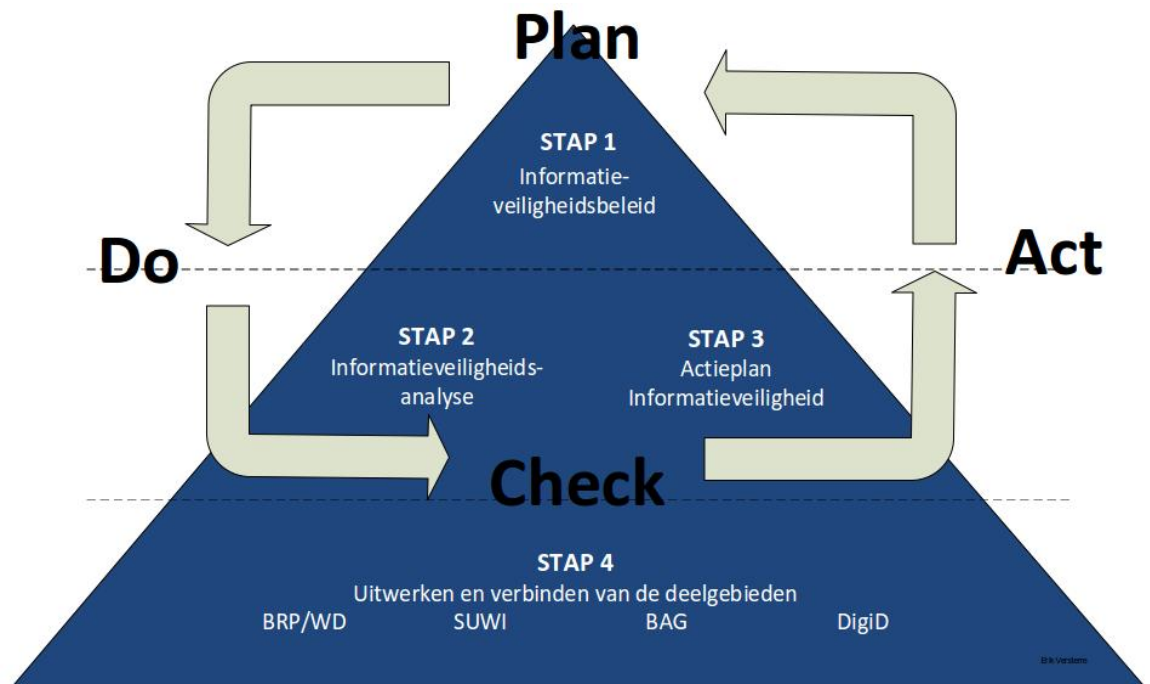 Plan
STAP 1
Informatie-
veiligheidsbeleid
Do
Act
STAP 2
Informatieveiligheids-
analyse
STAP 3
Actieplan
Informatieveiligheid
Check
STAP 4
Uitwerken en verbinden van de deelgebieden
BRP/WD SUWI BAG DigiD